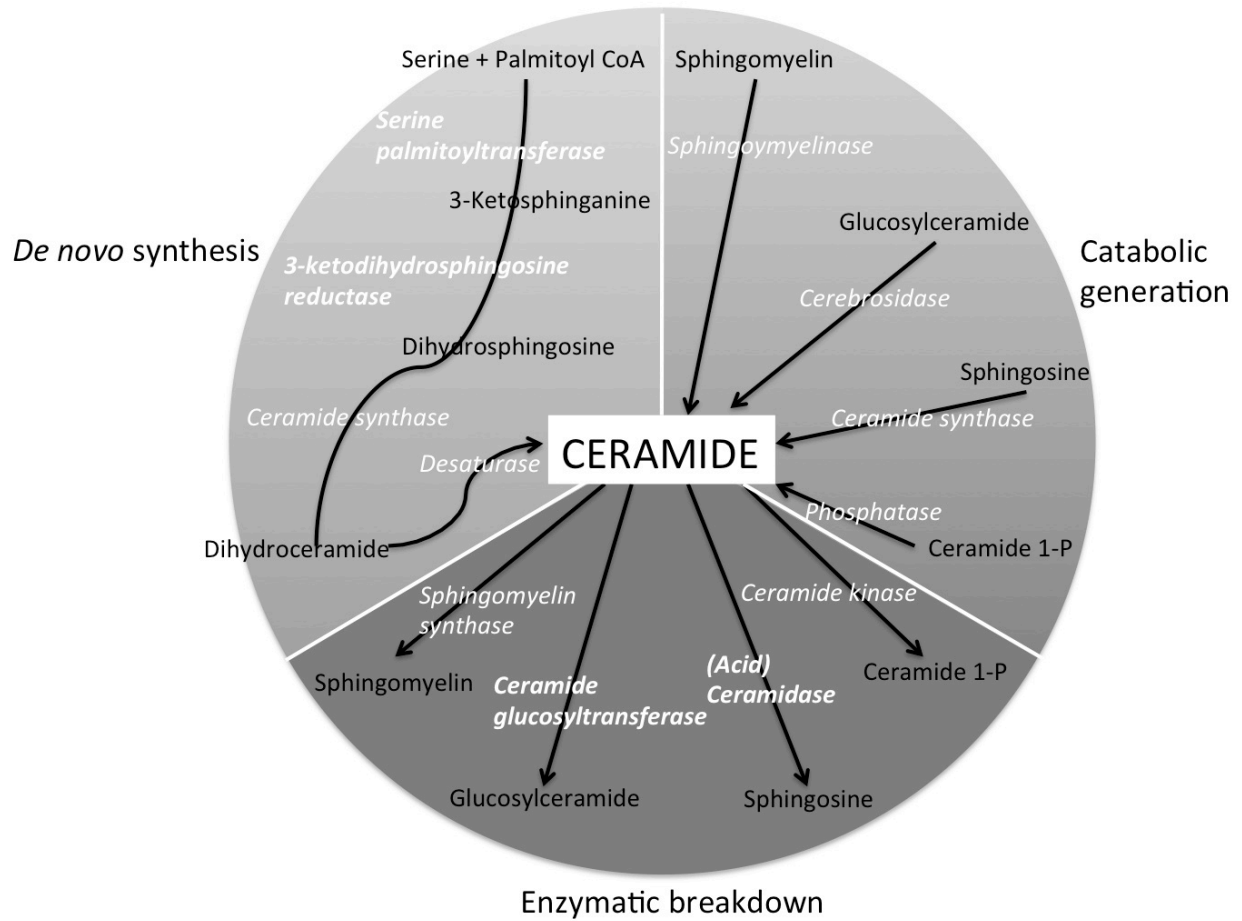 Serine + Palmitoyl CoA
Serine
palmitoyltransferase
3-Ketosphinganine
De novo synthesis
3-ketodihydrosphingosine
reductase
Dihydrosphingosine
Ceramide synthase
Desaturase
Dihydroceramide
Sphingomyelin
Sphingoymyelinase
Glucosylceramide
Catabolic
generation
Cerebrosidase
Sphingosine
Ceramide synthase
Phosphatase
Ceramide 1-P
CERAMIDE
Sphingomyelin
synthase
Sphingomyelin
Ceramide
glucosyltransferase
Glucosylceramide
(Acid)
Ceramidase
Sphingosine
Ceramide kinase
Ceramide 1-P
Enzymatic breakdown